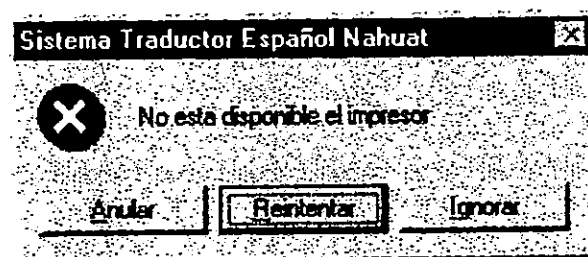 Sistema Traductor Español Nahuat
No esta disponible el impresor
Anular Reintentar Ignorar